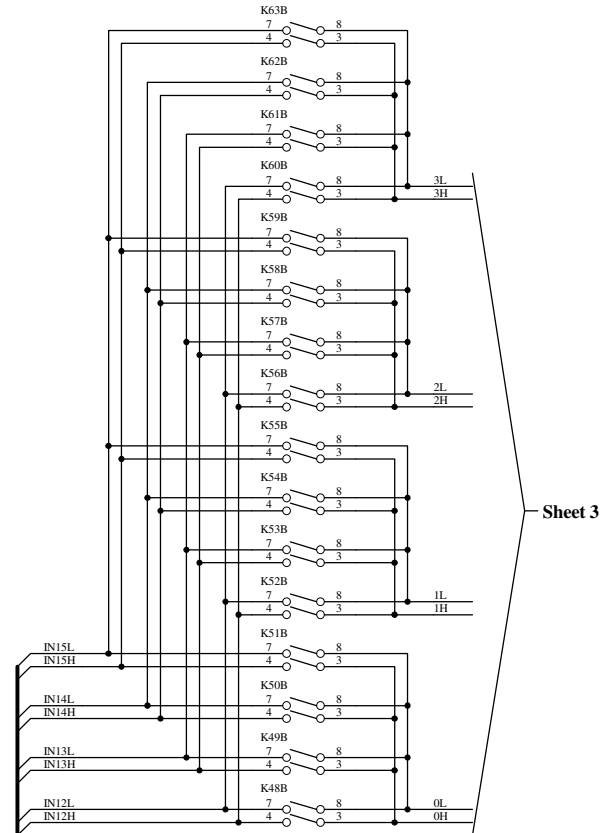 K63B
7 8
4 3
K62B
7 8
4 3
K61B
7 8
4 3
K60B
7 8 3L
4 3 3H
K59B
7 8
4 3
K58B
7 8
4 3
K57B
7 8
4 3
K56B
7 8 2L
4 3 2H
K55B
7 8
4 3
K54B
7 8
4 3
Sheet 3
K53B
7 8
4 3
K52B
7 8 1L
4 3 1H
K51B
IN15L 7 8
IN15H 4 3
K50B
IN14L 7 8
IN14H 4 3
K49B
IN13L 7 8
IN13H 4 3
K48B
IN12L 7 8 0L
IN12H 4 3 0H